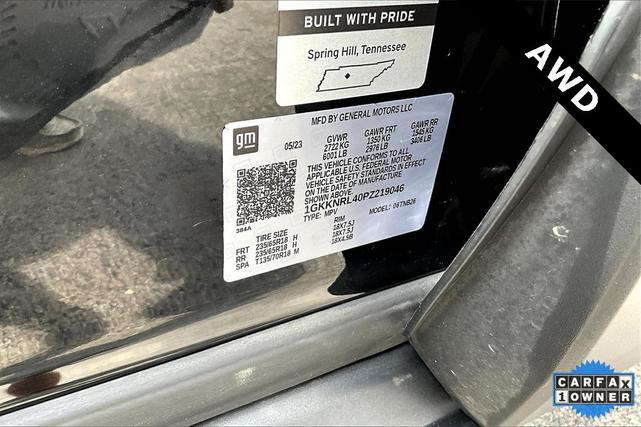 BUILT WITH PRIDE
Spring Hill, Tennessee
AWD
gm
MFD BY GENERAL MOTORS LLC
05/23
GVWR GAWR FRT GAWR RR
2722 KG 1350 KG 1545 KG
6001 LB 2976 LB 3406 LB
THIS VEHICLE CONFORMS TO ALL
APPLICABLE U.S. FEDERAL MOTOR
VEHICLE SAFETY STANDARDS IN EFFECT
ON THE DATE OF MANUFACTURE
SHOWN ABOVE
1GKKNRL40PZ219046
TYPE: MPV MODEL: 06TNB26
384A
TIRE SIZE RIM
FRT 235/65R18 H 18X7.5J
RR 235/65R18 H 18X7.5J
SPA T135/70R18 M 18X4.5B
CARFAX
1 OWNER